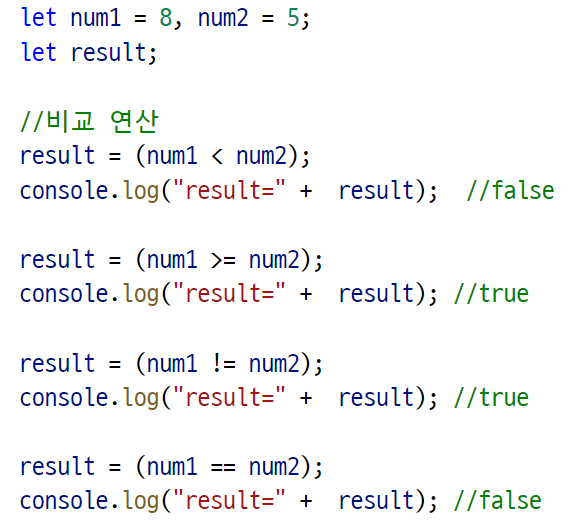 let num1 = 8, num2 = 5;
let result;
//비교 연산
result = (num1 < num2);
console.log("result=" +  result);  //false
result = (num1 >= num2);
console.log("result=" +  result); //true
result = (num1 != num2);
console.log("result=" +  result); //true
result = (num1 == num2);
console.log("result=" +  result); //false